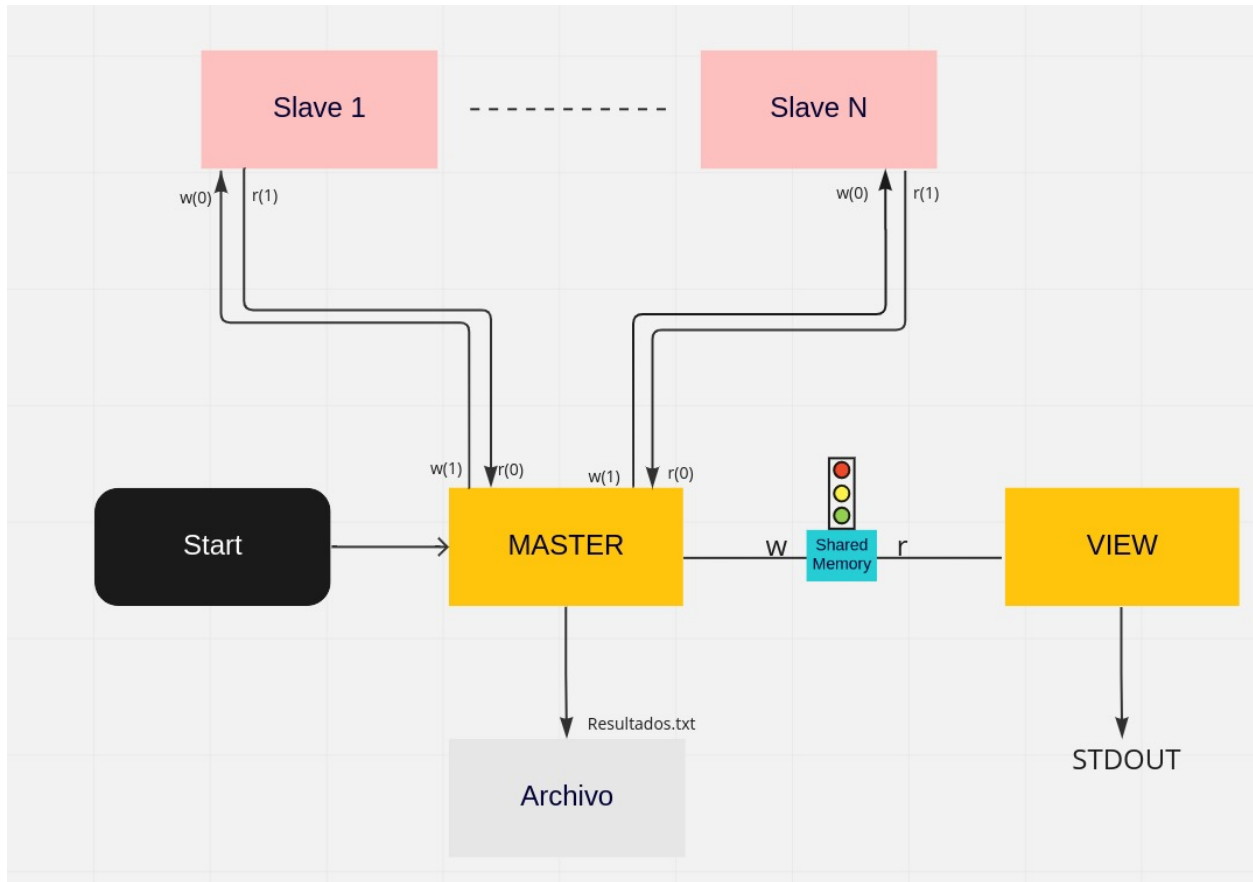 Slave 1
Slave N
w(0)
r(1)
w(0)
r(1)
w(1)
r(0)
w(1)
r(0)
Start
MASTER
w
Shared
Memory
r
VIEW
Resultados.txt
Archivo
STDOUT